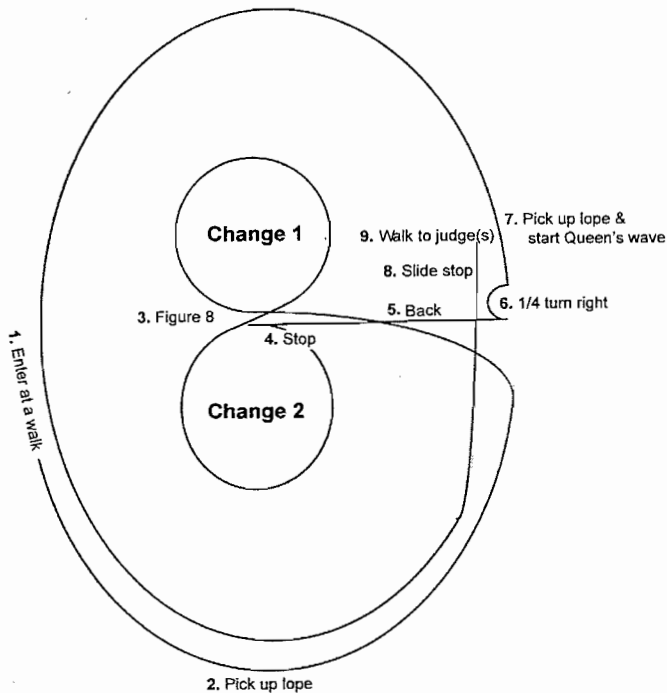 Change 1
7. Pick up lope &
start Queen's wave
9. Walk to judge(s)
8. Slide stop
6. 1/4 turn right
5. Back
3. Figure 8
4. Stop
1. Enter at a walk
Change 2
2. Pick up lope